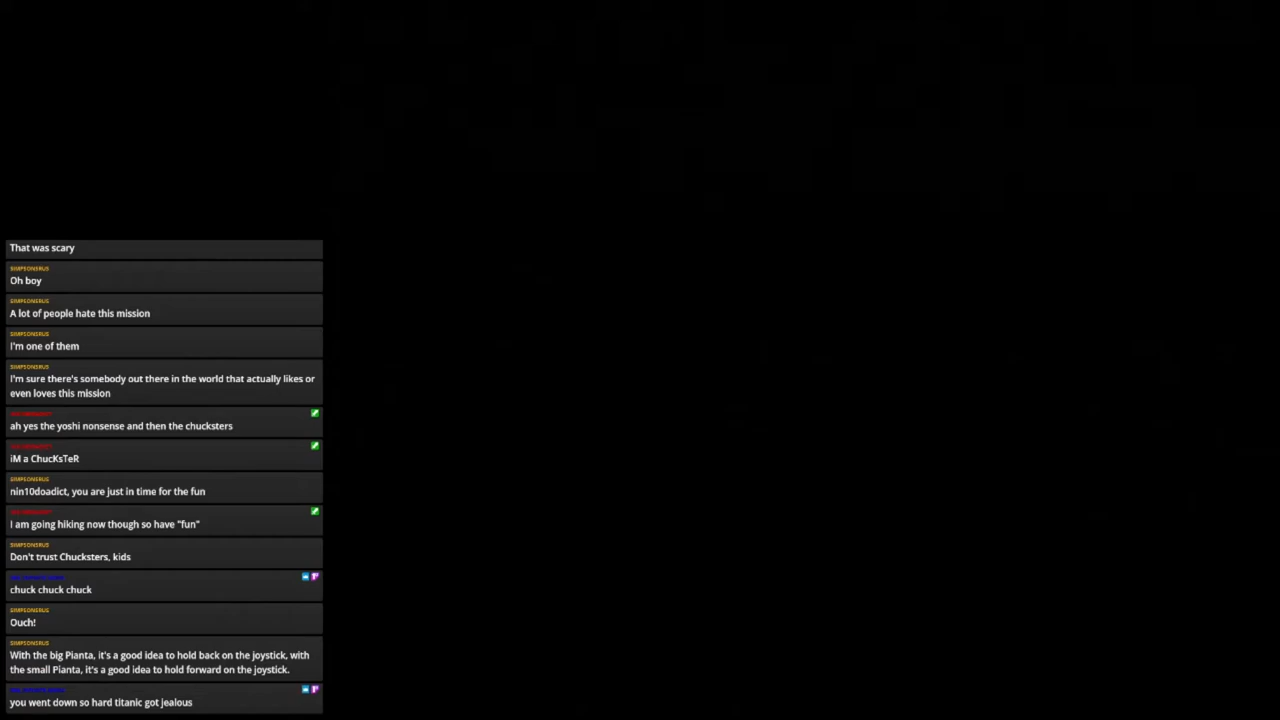 That was scary
SIMPSONSRUS
Oh boy
SIMPSONSRUS
A lot of people hate this mission
SIMPSONSRUS
I'm one of them
SIMPSONSRUS
I'm sure there's somebody out there in the world that actually likes or
even loves this mission
ah yes the yoshi nonsense and then the chucksters
iM a ChucKsTeR
SIMPSONSRUS
nin10doadict, you are just in time for the fun
I am going hiking now though so have "fun"
SIMPSONSRUS
Don't trust Chucksters, kids
chuck chuck chuck
SIMPSONSRUS
Ouch!
SIMPSONSRUS
With the big Pianta, it's a good idea to hold back on the joystick, with
the small Pianta, it's a good idea to hold forward on the joystick.
you went down so hard titanic got jealous